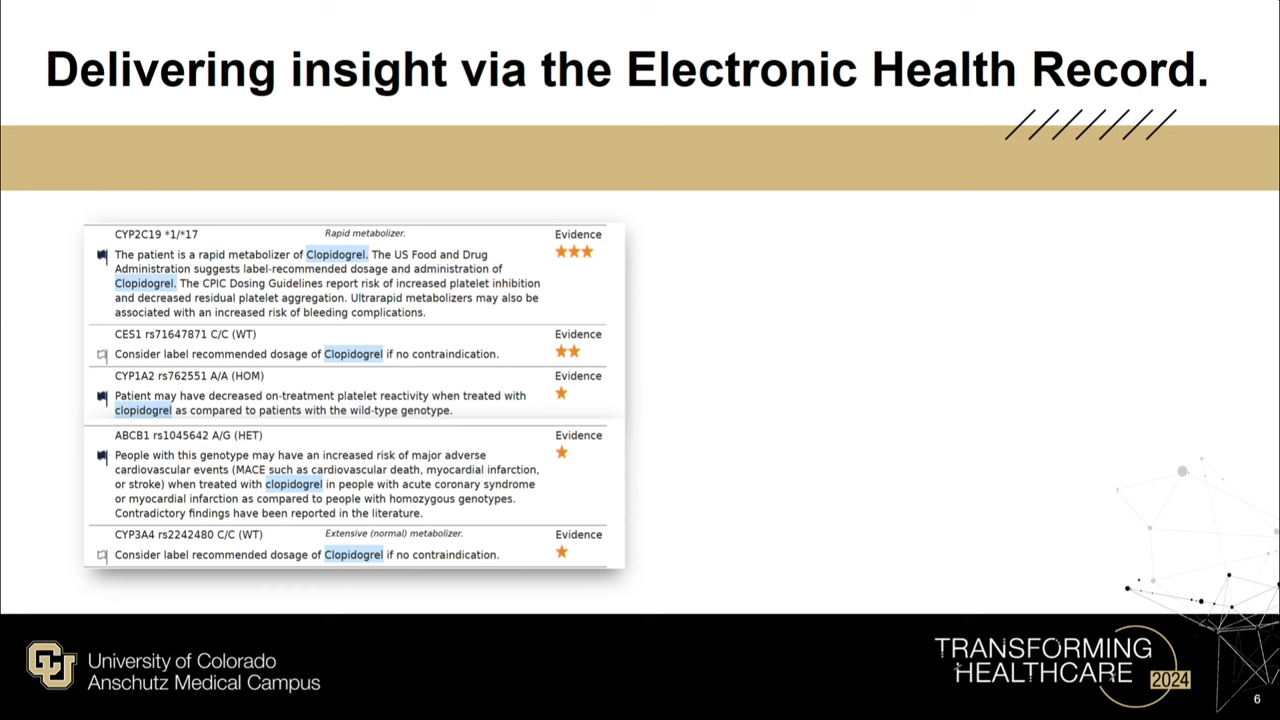 Delivering insight via the Electronic Health Record.
CYP2C19 *1/*17 Rapid metabolizer. Evidence
The patient is a rapid metabolizer of Clopidogrel. The US Food and Drug
Administration suggests label-recommended dosage and administration of
Clopidogrel. The CPIC Dosing Guidelines report risk of increased platelet inhibition
and decreased residual platelet aggregation. Ultrarapid metabolizers may also be
associated with an increased risk of bleeding complications.
CES1 rs71647871 C/C (WT) Evidence
Consider label recommended dosage of Clopidogrel if no contraindication.
CYP1A2 rs762551 A/A (HOM) Evidence
Patient may have decreased on-treatment platelet reactivity when treated with
clopidogrel as compared to patients with the wild-type genotype.
ABCB1 rs1045642 A/G (HET) Evidence
People with this genotype may have an increased risk of major adverse
cardiovascular events (MACE such as cardiovascular death, myocardial infarction,
or stroke) when treated with clopidogrel in people with acute coronary syndrome
or myocardial infarction as compared to people with homozygous genotypes.
Contradictory findings have been reported in the literature.
CYP3A4 rs2242480 C/C (WT) Extensive (normal) metabolizer. Evidence
Consider label recommended dosage of Clopidogrel if no contraindication.
CU
University of Colorado
Anschutz Medical Campus
TRANSFORMING
HEALTHCARE
2024
6